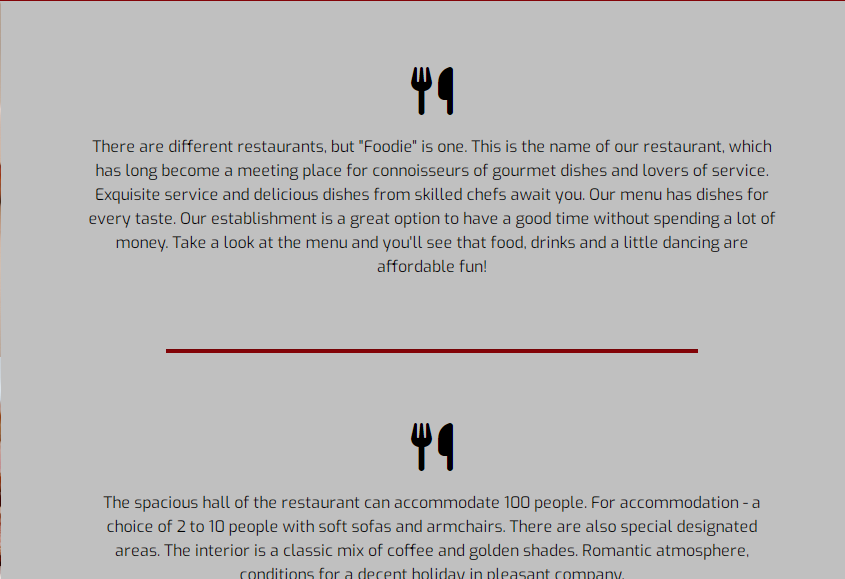 There are different restaurants, but "Foodie" is one. This is the name of our restaurant, which
has long become a meeting place for connoisseurs of gourmet dishes and lovers of service.
Exquisite service and delicious dishes from skilled chefs await you. Our menu has dishes for
every taste. Our establishment is a great option to have a good time without spending a lot of
money. Take a look at the menu and you'll see that food, drinks and a little dancing are
affordable fun!
The spacious hall of the restaurant can accommodate 100 people. For accommodation - a
choice of 2 to 10 people with soft sofas and armchairs. There are also special designated
areas. The interior is a classic mix of coffee and golden shades. Romantic atmosphere,
conditions for a decent holiday in pleasant company.